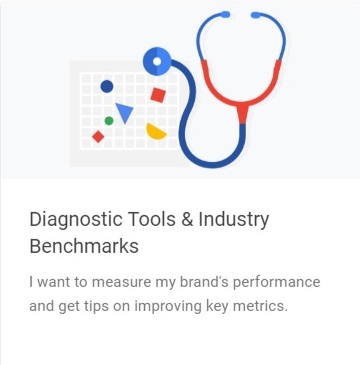 Diagnostic Tools & Industry
Benchmarks
I want to measure my brand's performance
and get tips on improving key metrics.